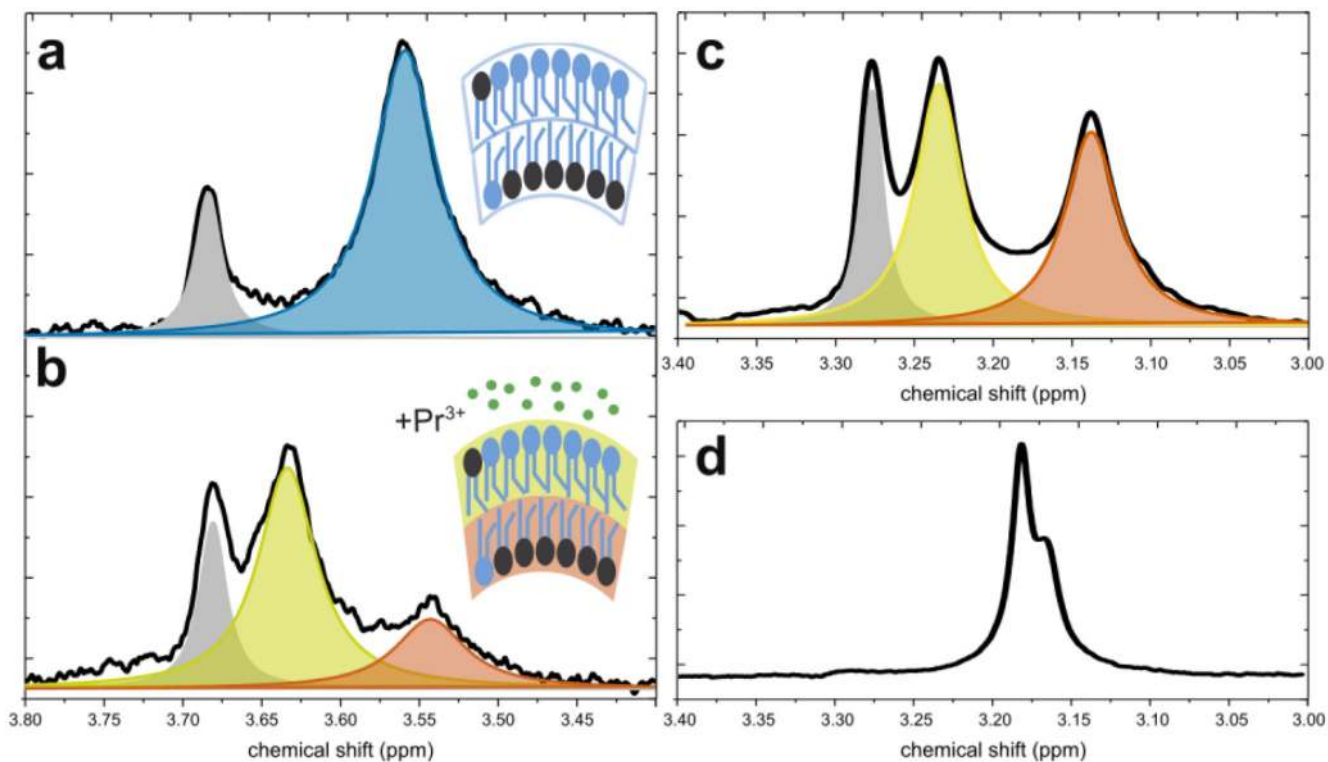 a
b
+Pr³⁺
3.80 3.75 3.70 3.65 3.60 3.55 3.50 3.45
chemical shift (ppm)
c
3.40 3.35 3.30 3.25 3.20 3.15 3.10 3.05 3.00
chemical shift (ppm)
d
3.40 3.35 3.30 3.25 3.20 3.15 3.10 3.05 3.00
chemical shift (ppm)